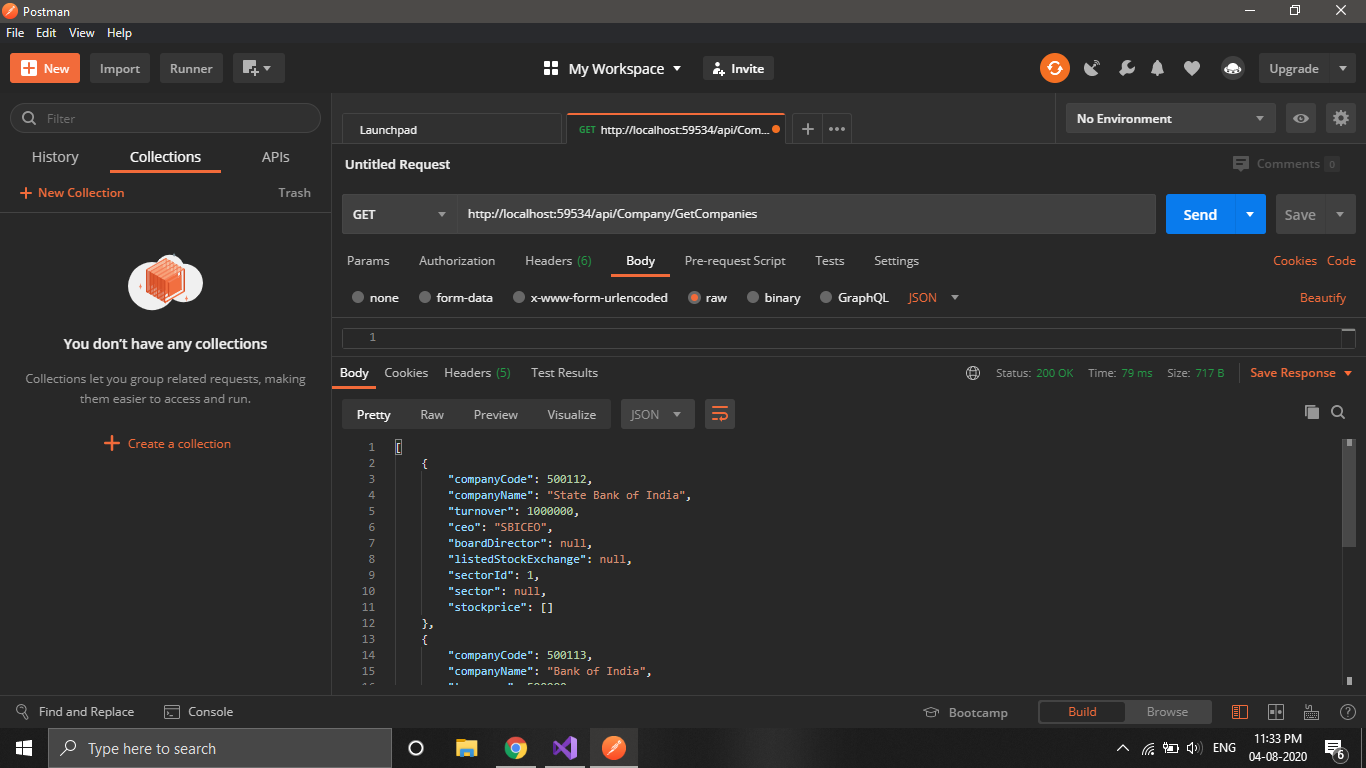 Postman
File Edit View Help
New Import Runner My Workspace Invite Upgrade
Filter
History Collections APIs
New Collection Trash
You don't have any collections
Collections let you group related requests, making
them easier to access and run.
Create a collection
Launchpad GET http://localhost:59534/api/Com... No Environment
Untitled Request Comments 0
GET http://localhost:59534/api/Company/GetCompanies Send Save
Params Authorization Headers (6) Body Pre-request Script Tests Settings Cookies Code
none form-data x-www-form-urlencoded raw binary GraphQL JSON Beautify
1
Body Cookies Headers (5) Test Results Status: 200 OK Time: 79 ms Size: 717 B Save Response
Pretty Raw Preview Visualize JSON
1 [
2 {
3 "companyCode": 500112,
4 "companyName": "State Bank of India",
5 "turnover": 1000000,
6 "ceo": "SBICEO",
7 "boardDirector": null,
8 "listedStockExchange": null,
9 "sectorId": 1,
10 "sector": null,
11 "stockprice": []
12 },
13 {
14 "companyCode": 500113,
15 "companyName": "Bank of India",
Find and Replace Console Bootcamp Build Browse
Type here to search ENG 11:33 PM
04-08-2020 6